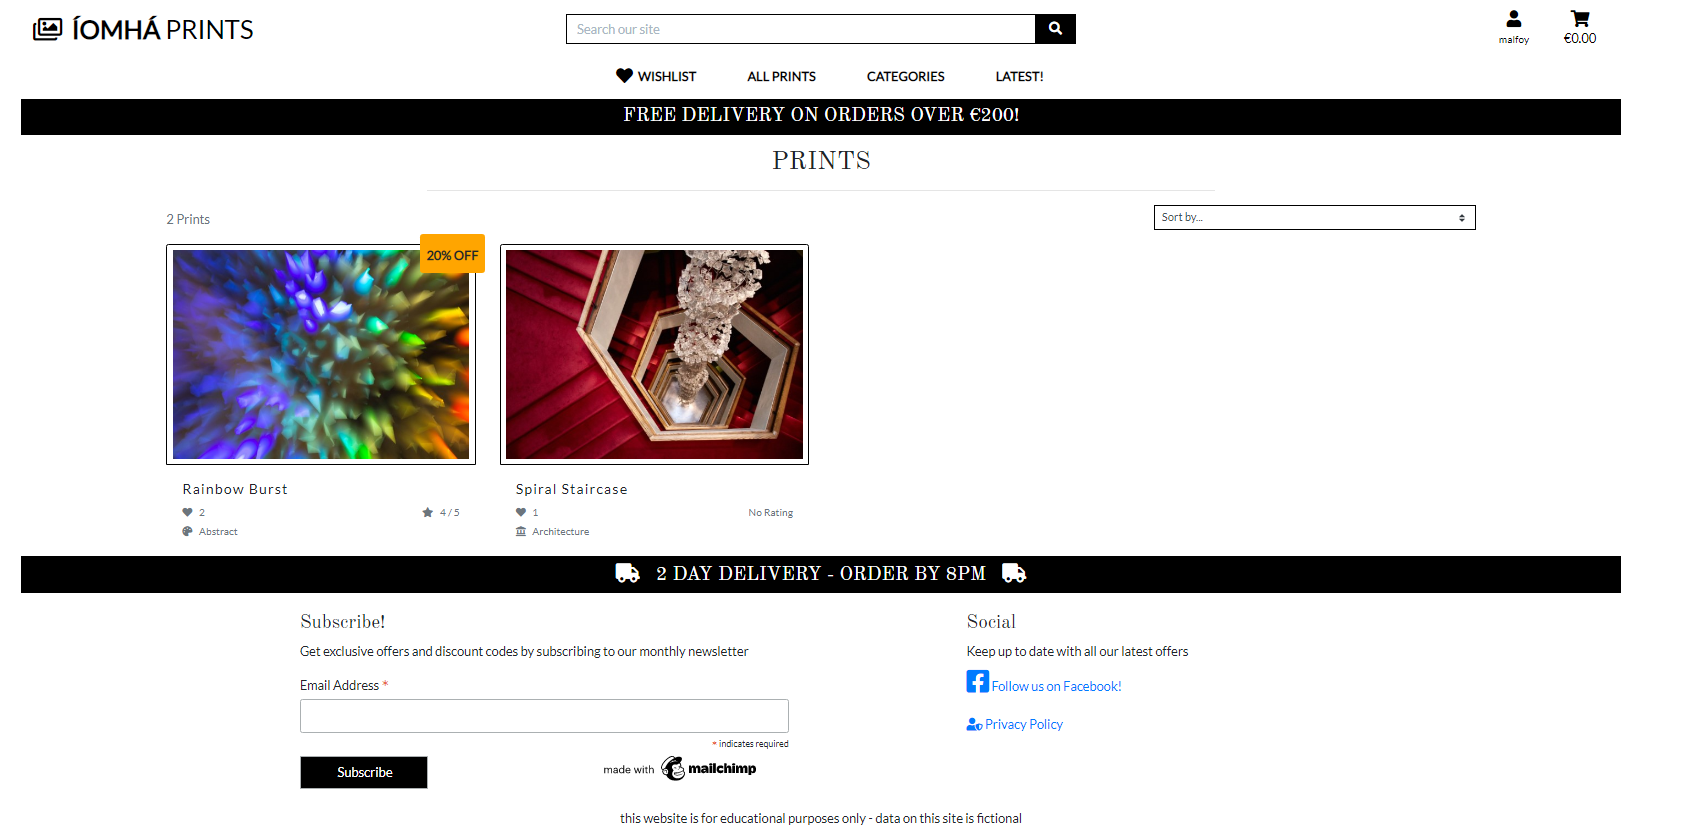 ÍOMHÁ PRINTS
Search our site
malfoy
€0.00
WISHLIST
ALL PRINTS
CATEGORIES
LATEST!
FREE DELIVERY ON ORDERS OVER €200!
PRINTS
2 Prints
Sort by...
20% OFF
Rainbow Burst
2
4 / 5
Abstract
Spiral Staircase
1
No Rating
Architecture
2 DAY DELIVERY - ORDER BY 8PM
Subscribe!
Get exclusive offers and discount codes by subscribing to our monthly newsletter
Email Address *
* indicates required
Subscribe
made with mailchimp
Social
Keep up to date with all our latest offers
Follow us on Facebook!
Privacy Policy
this website is for educational purposes only - data on this site is fictional